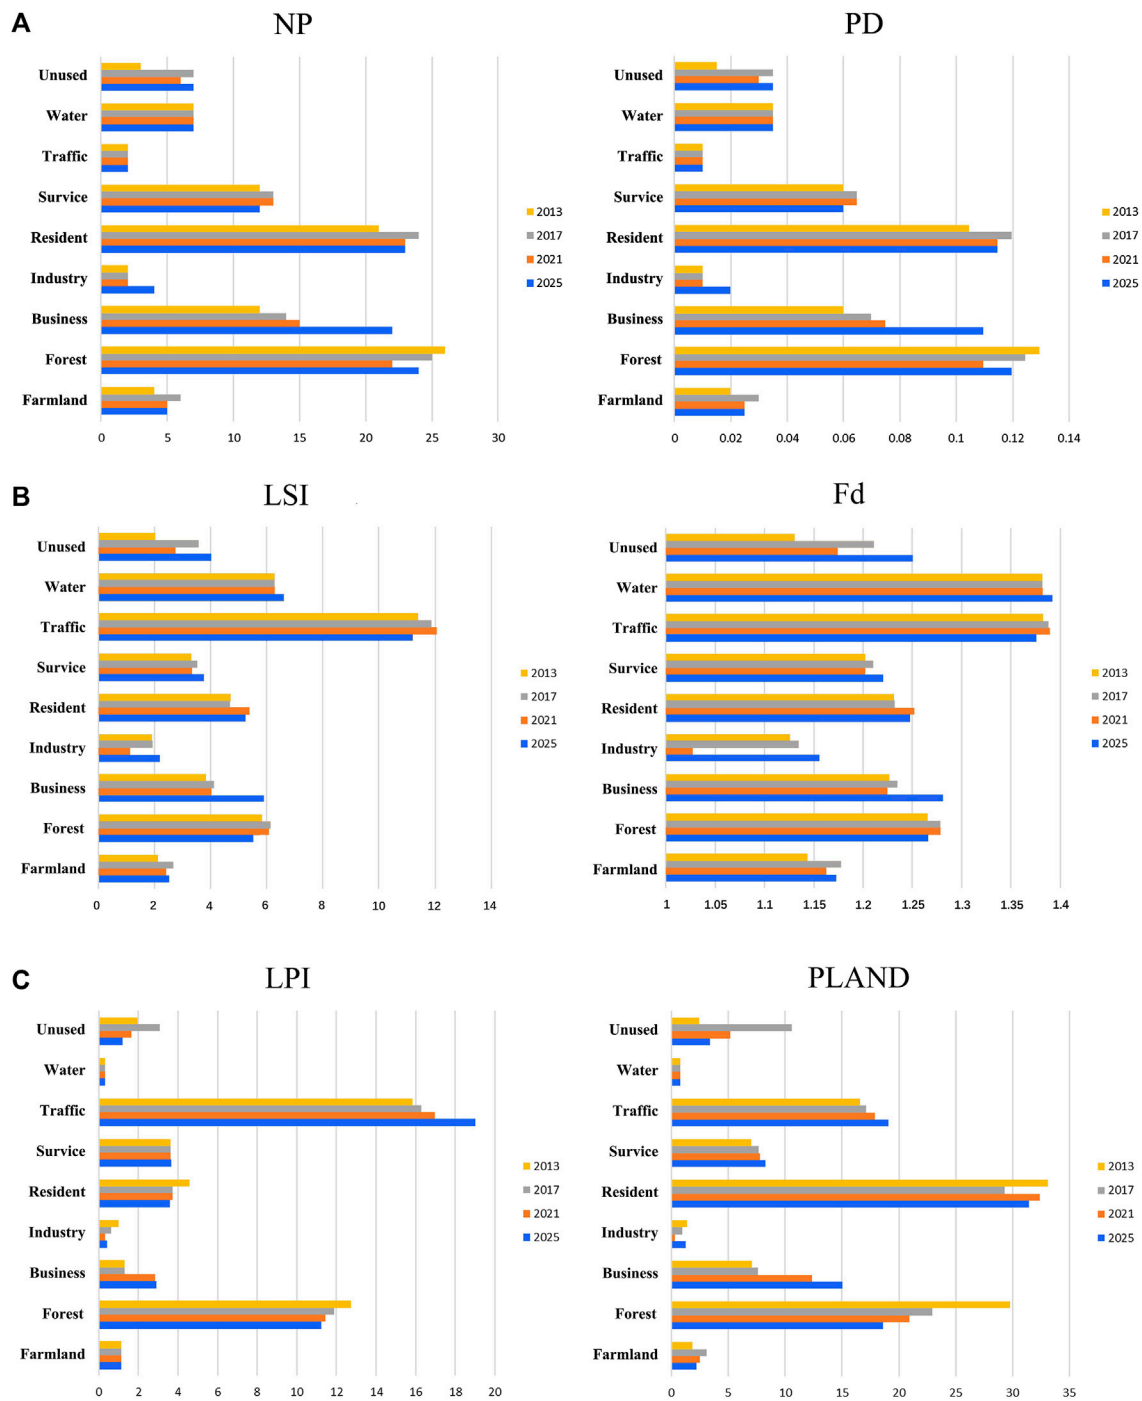 A
NP
PD
Unused
Water
Traffic
Survice
Resident
Industry
Business
Forest
Farmland
0 5 10 15 20 25 30
2013
2017
2021
2025
Unused
Water
Traffic
Survice
Resident
Industry
Business
Forest
Farmland
0 0.02 0.04 0.06 0.08 0.1 0.12 0.14
2013
2017
2021
2025
B
LSI
Fd
Unused
Water
Traffic
Survice
Resident
Industry
Business
Forest
Farmland
0 2 4 6 8 10 12 14
2013
2017
2021
2025
Unused
Water
Traffic
Survice
Resident
Industry
Business
Forest
Farmland
1 1.05 1.1 1.15 1.2 1.25 1.3 1.35 1.4
2013
2017
2021
2025
C
LPI
PLAND
Unused
Water
Traffic
Survice
Resident
Industry
Business
Forest
Farmland
0 2 4 6 8 10 12 14 16 18 20
2013
2017
2021
2025
Unused
Water
Traffic
Survice
Resident
Industry
Business
Forest
Farmland
0 5 10 15 20 25 30 35
2013
2017
2021
2025